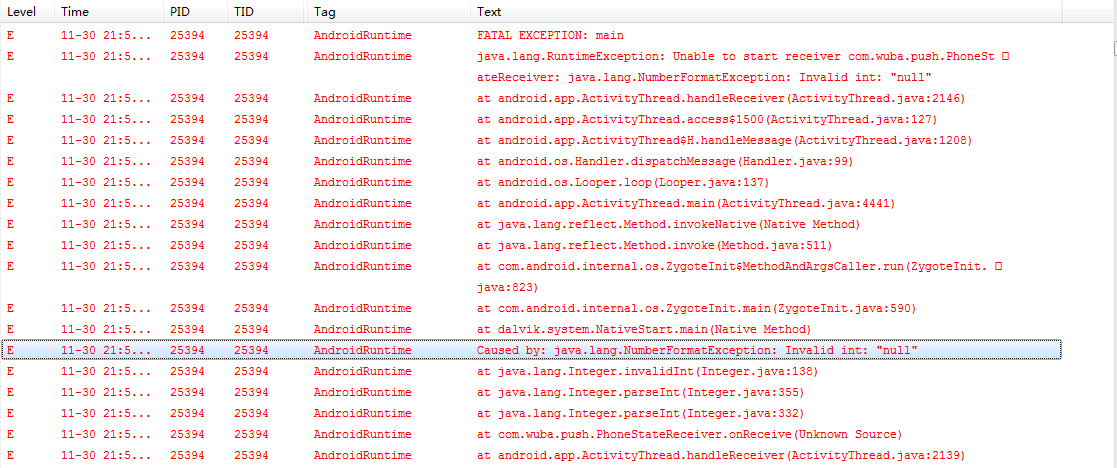 Level Time PID TID Tag Text
E 11-30 21:5... 25394 25394 AndroidRuntime FATAL EXCEPTION: main
E 11-30 21:5... 25394 25394 AndroidRuntime java.lang.RuntimeException: Unable to start receiver com.wuba.push.PhoneSt
ateReceiver: java.lang.NumberFormatException: Invalid int: "null"
E 11-30 21:5... 25394 25394 AndroidRuntime at android.app.ActivityThread.handleReceiver(ActivityThread.java:2146)
E 11-30 21:5... 25394 25394 AndroidRuntime at android.app.ActivityThread.access$1500(ActivityThread.java:127)
E 11-30 21:5... 25394 25394 AndroidRuntime at android.app.ActivityThread$H.handleMessage(ActivityThread.java:1208)
E 11-30 21:5... 25394 25394 AndroidRuntime at android.os.Handler.dispatchMessage(Handler.java:99)
E 11-30 21:5... 25394 25394 AndroidRuntime at android.os.Looper.loop(Looper.java:137)
E 11-30 21:5... 25394 25394 AndroidRuntime at android.app.ActivityThread.main(ActivityThread.java:4441)
E 11-30 21:5... 25394 25394 AndroidRuntime at java.lang.reflect.Method.invokeNative(Native Method)
E 11-30 21:5... 25394 25394 AndroidRuntime at java.lang.reflect.Method.invoke(Method.java:511)
E 11-30 21:5... 25394 25394 AndroidRuntime at com.android.internal.os.ZygoteInit$MethodAndArgsCaller.run(ZygoteInit.
java:823)
E 11-30 21:5... 25394 25394 AndroidRuntime at com.android.internal.os.ZygoteInit.main(ZygoteInit.java:590)
E 11-30 21:5... 25394 25394 AndroidRuntime at dalvik.system.NativeStart.main(Native Method)
E 11-30 21:5... 25394 25394 AndroidRuntime Caused by: java.lang.NumberFormatException: Invalid int: "null"
E 11-30 21:5... 25394 25394 AndroidRuntime at java.lang.Integer.invalidInt(Integer.java:138)
E 11-30 21:5... 25394 25394 AndroidRuntime at java.lang.Integer.parseInt(Integer.java:355)
E 11-30 21:5... 25394 25394 AndroidRuntime at java.lang.Integer.parseInt(Integer.java:332)
E 11-30 21:5... 25394 25394 AndroidRuntime at com.wuba.push.PhoneStateReceiver.onReceive(Unknown Source)
E 11-30 21:5... 25394 25394 AndroidRuntime at android.app.ActivityThread.handleReceiver(ActivityThread.java:2139)